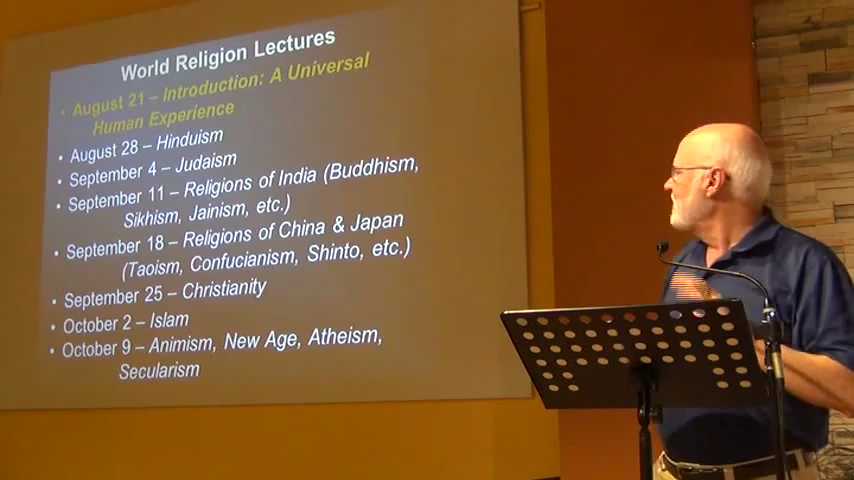 World Religion Lectures
• August 21 – Introduction: A Universal
Human Experience
• August 28 – Hinduism
• September 4 – Judaism
• September 11 – Religions of India (Buddhism,
Sikhism, Jainism, etc.)
• September 18 – Religions of China & Japan
(Taoism, Confucianism, Shinto, etc.)
• September 25 – Christianity
• October 2 – Islam
• October 9 – Animism, New Age, Atheism,
Secularism